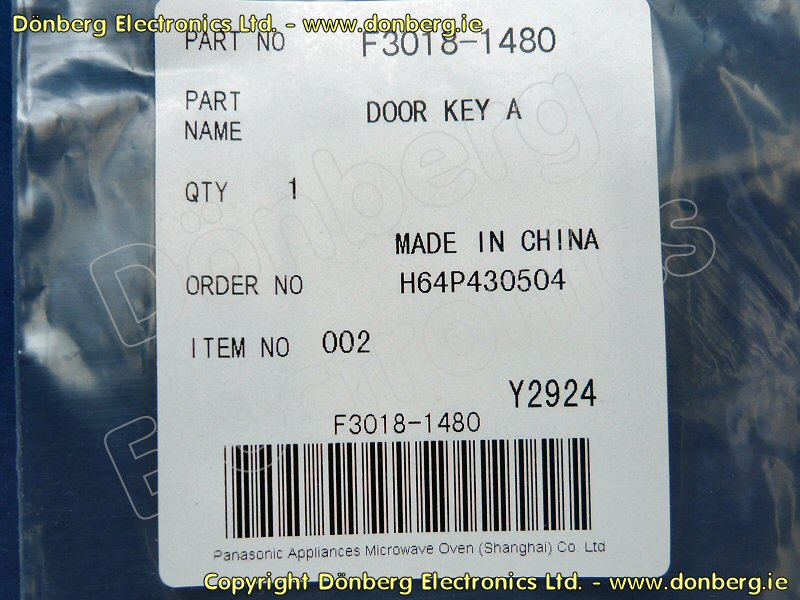 Dönberg Electronics Ltd. - www.donberg.ie
PART NO F3018-1480
PART NAME DOOR KEY A
QTY 1
MADE IN CHINA
ORDER NO H64P430504
ITEM NO 002
Y2924
F3018-1480
Panasonic Appliances Microwave Oven (Shanghai) Co. Ltd
Dönberg Electronics
Copyright Dönberg Electronics Ltd. - www.donberg.ie